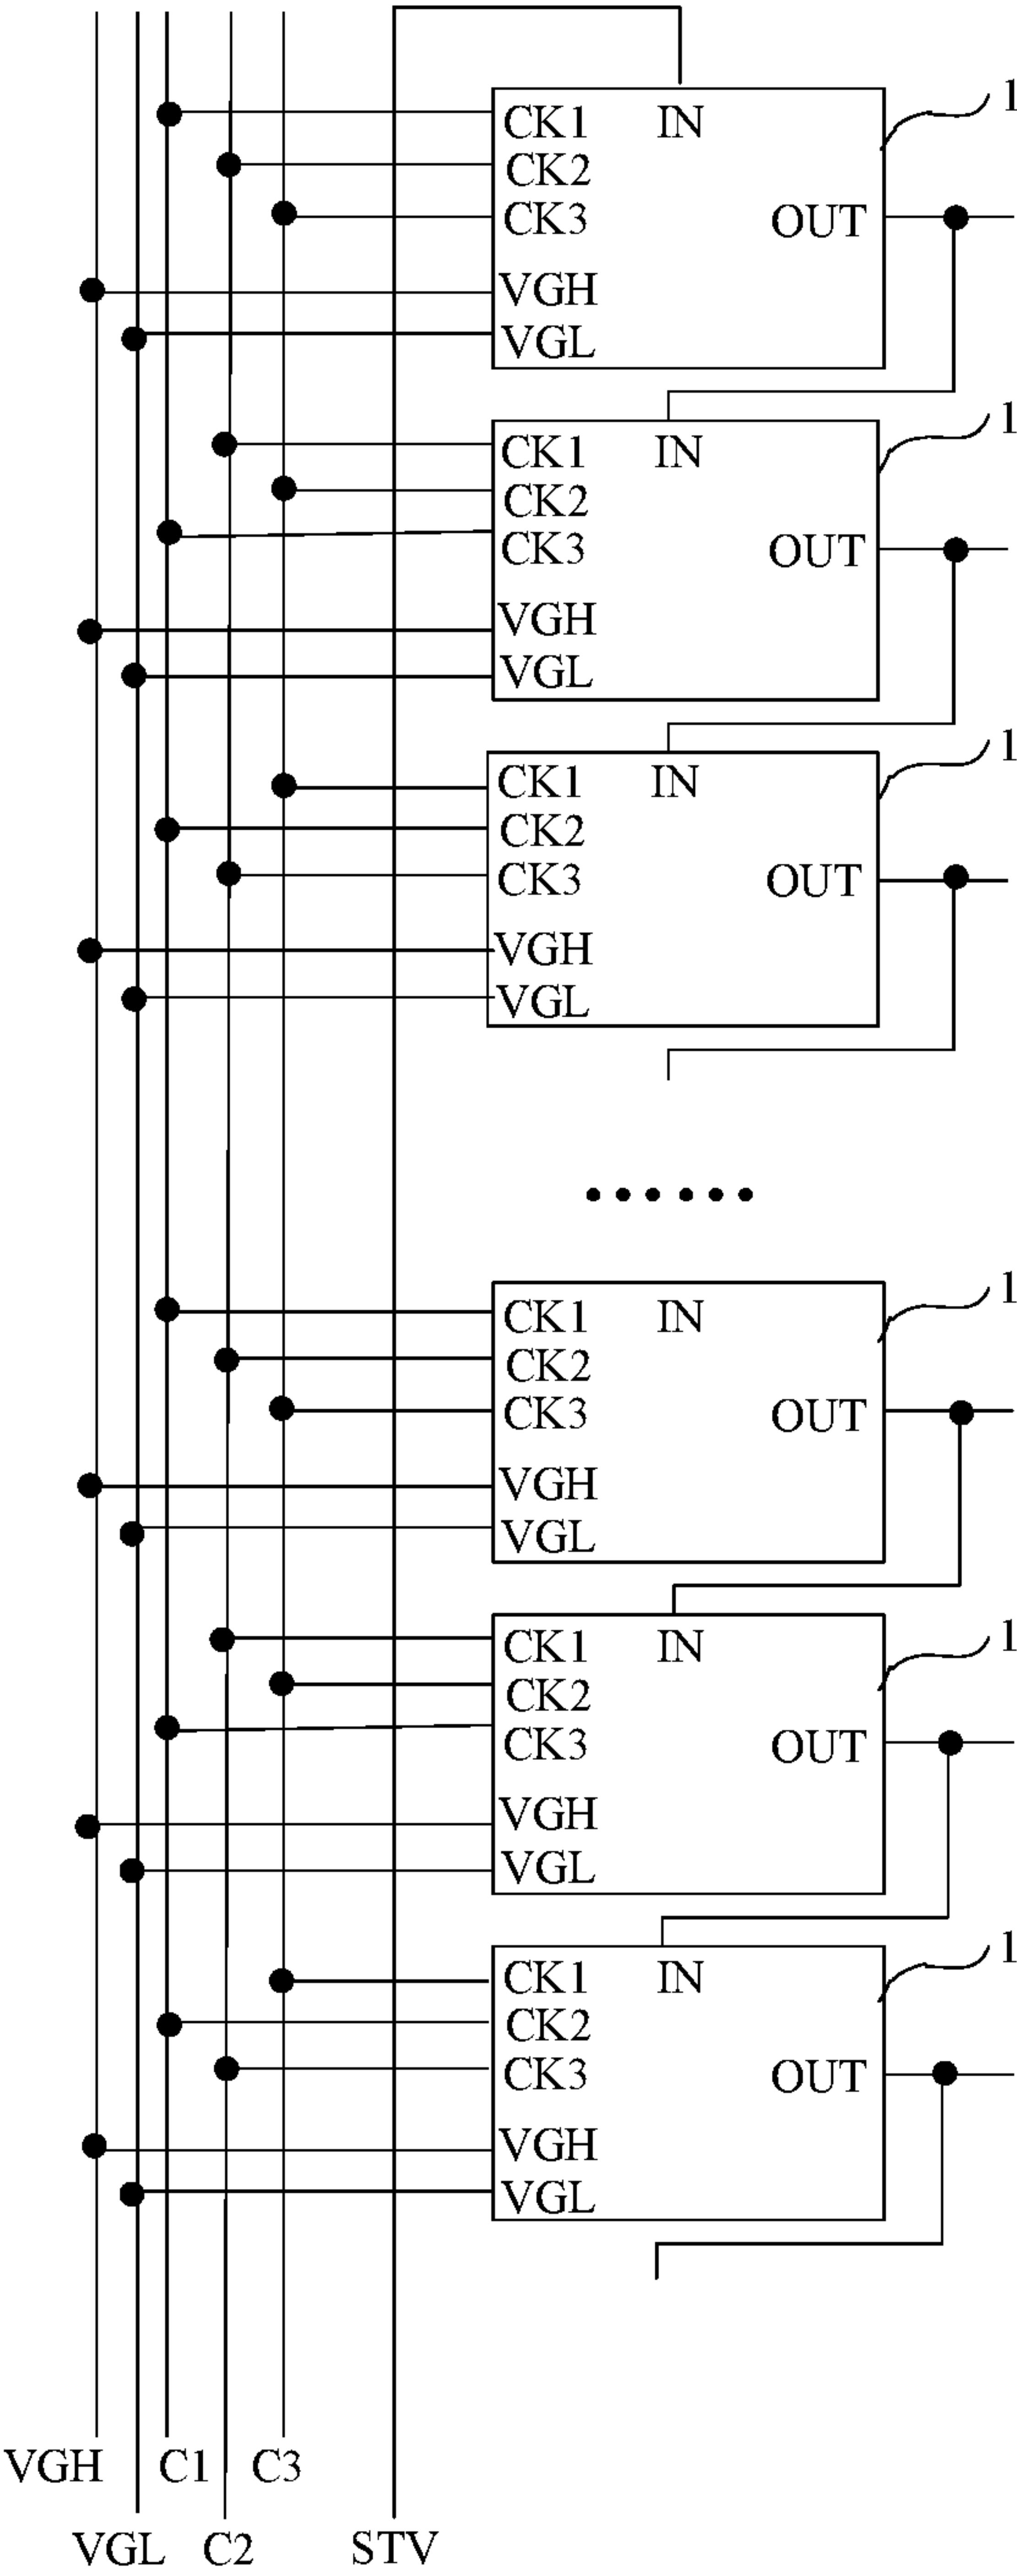 1
CK1 IN
CK2
CK3 OUT
VGH
VGL
1
CK1 IN
CK2
CK3 OUT
VGH
VGL
1
CK1 IN
CK2
CK3 OUT
VGH
VGL
......
1
CK1 IN
CK2
CK3 OUT
VGH
VGL
1
CK1 IN
CK2
CK3 OUT
VGH
VGL
1
CK1 IN
CK2
CK3 OUT
VGH
VGL
VGH C1 C3
VGL C2 STV